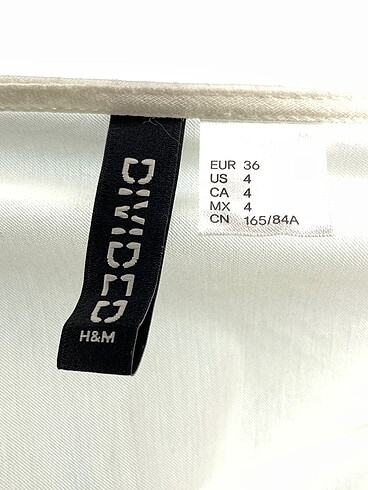 DIVIDED
H&M
EUR 36
US 4
CA 4
MX 4
CN 165/84A